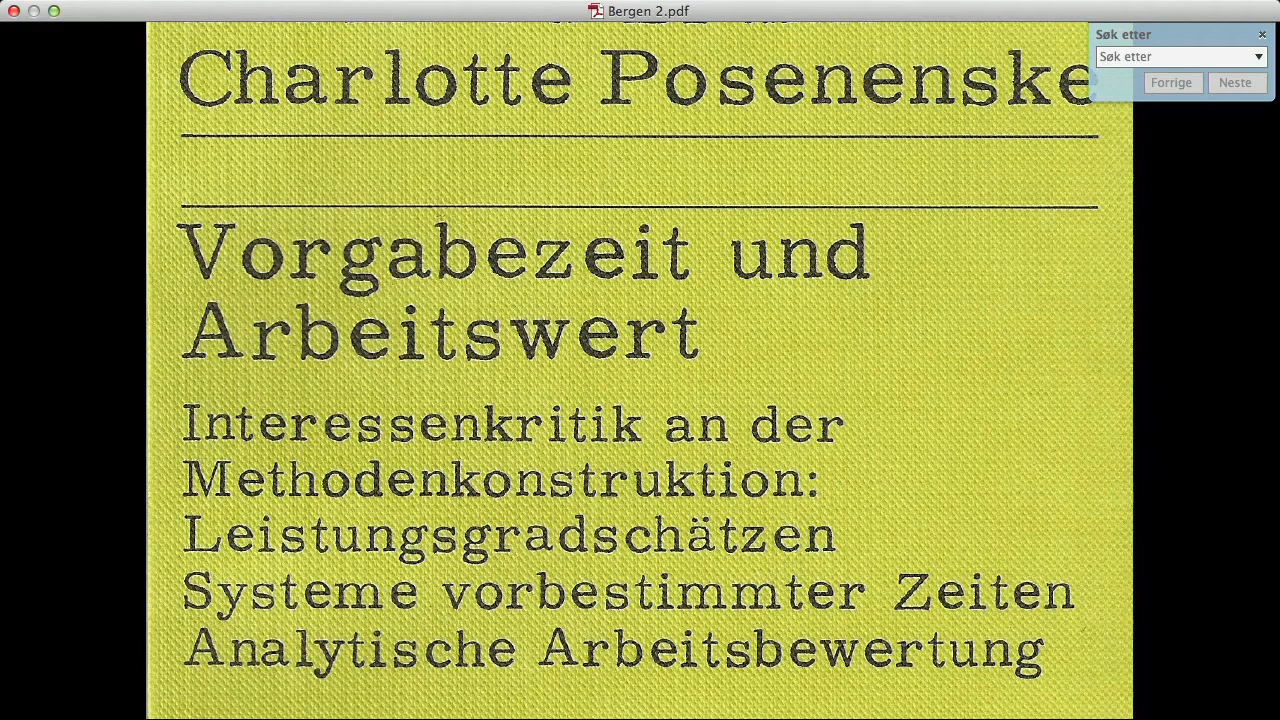 Bergen 2.pdf
Søk etter
Søk etter
Forrige
Neste
Charlotte Posenenske
Vorgabezeit und
Arbeitswert
Interessenkritik an der
Methodenkonstruktion:
Leistungsgradschätzen
Systeme vorbestimmter Zeiten
Analytische Arbeitsbewertung